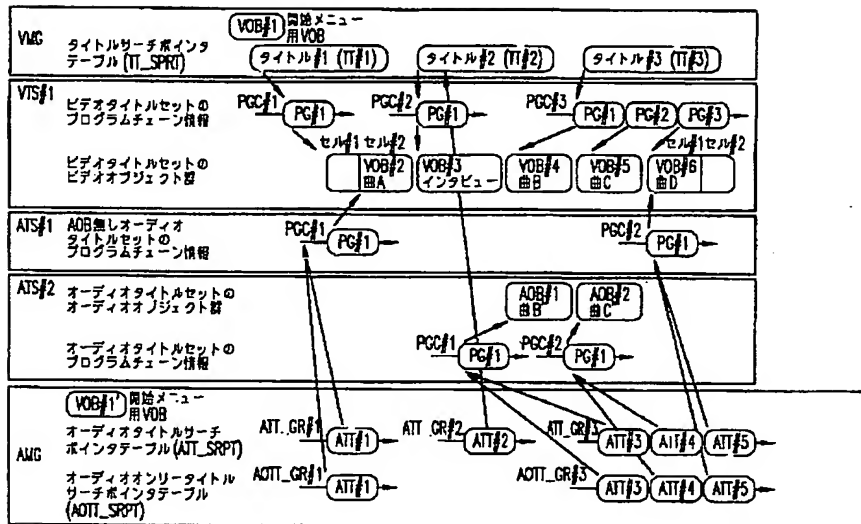 VMG
VOB#1 開始メニュー
用VOB
タイトルサーチポインタ
テーブル(TT_SPRT)
タイトル#1 (TT#1) タイトル#2 (TT#2) タイトル#3 (TT#3)
VTS#1
ビデオタイトルセットの
プログラムチェーン情報
PGC#1 PG#1 PGC#2 PG#1 PGC#3 PG#1 PG#2 PG#3
セル#1 セル#2 セル#1 セル#2
ビデオタイトルセットの
ビデオオブジェクト群
VOB#2
曲A
VOB#3
インタビュー
VOB#4
曲B
VOB#5
曲C
VOB#6
曲D
ATS#1
AOB無しオーディオ
タイトルセットの
プログラムチェーン情報
PGC#1 PG#1 PGC#2 PG#1
ATS#2
オーディオタイトルセットの
オーディオオブジェクト群
AOB#1
曲B'
AOB#2
曲C'
オーディオタイトルセットの
プログラムチェーン情報
PGC#1 PG#1 PGC#2 PG#1
AMG
VOB#1' 開始メニュー
用VOB
オーディオタイトルサーチ
ポインタテーブル(ATT_SRPT)
ATT_GR#1 ATT#1 ATT_GR#2 ATT#2 ATT_GR#3 ATT#3 ATT#4 ATT#5
オーディオオンリータイトル
サーチポインタテーブル
(AOTT_SRPT)
AOTT_GR#1 ATT#1 AOTT_GR#3 ATT#3 ATT#4 ATT#5